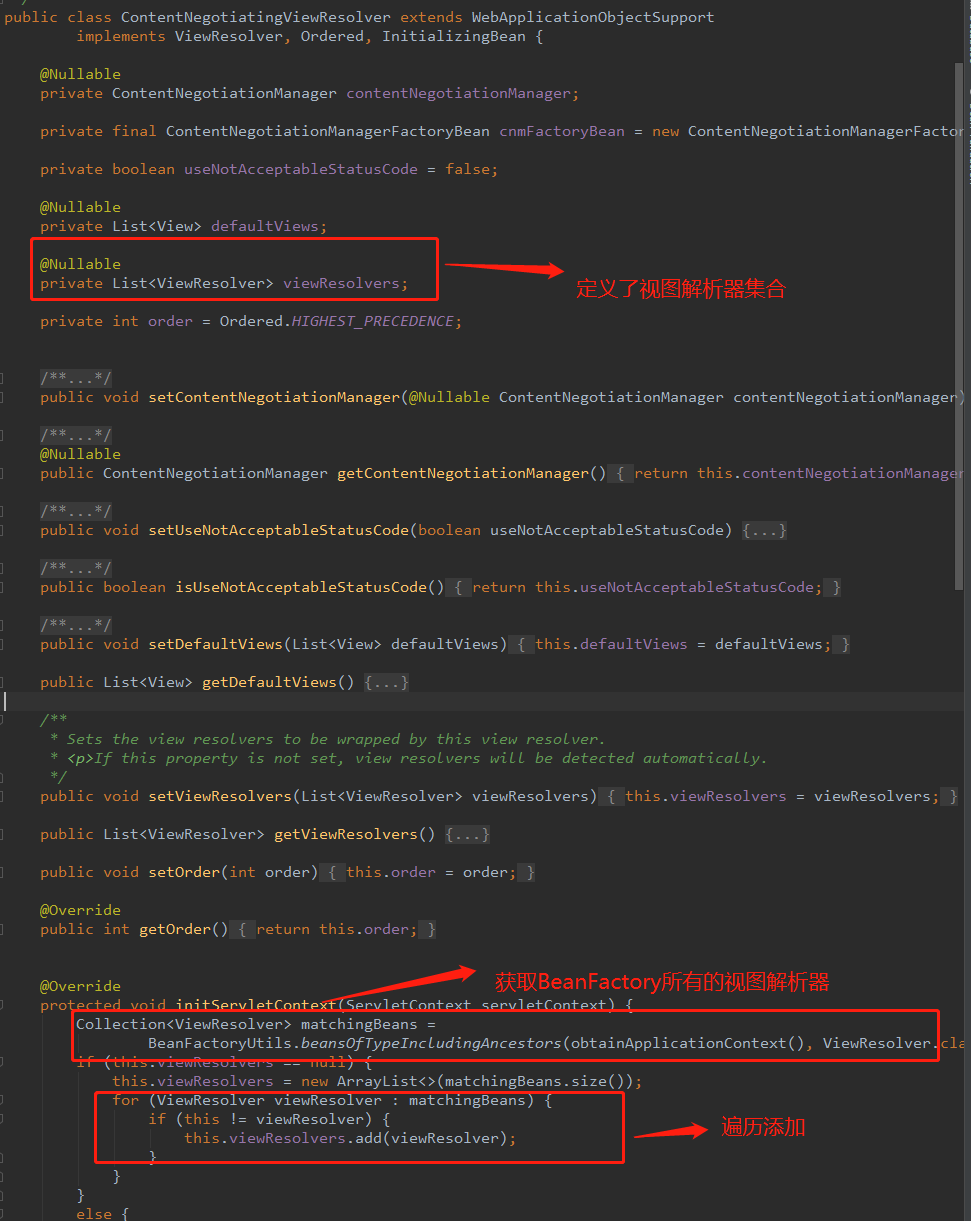 public class ContentNegotiatingViewResolver extends WebApplicationObjectSupport
implements ViewResolver, Ordered, InitializingBean {
@Nullable
private ContentNegotiationManager contentNegotiationManager;
private final ContentNegotiationManagerFactoryBean cnmFactoryBean = new ContentNegotiationManagerFactor
private boolean useNotAcceptableStatusCode = false;
@Nullable
private List<View> defaultViews;
@Nullable
private List<ViewResolver> viewResolvers;
定义了视图解析器集合
private int order = Ordered.HIGHEST_PRECEDENCE;
/**...*/
public void setContentNegotiationManager(@Nullable ContentNegotiationManager contentNegotiationManager)
/**...*/
@Nullable
public ContentNegotiationManager getContentNegotiationManager() { return this.contentNegotiationManager
/**...*/
public void setUseNotAcceptableStatusCode(boolean useNotAcceptableStatusCode) {...}
/**...*/
public boolean isUseNotAcceptableStatusCode() { return this.useNotAcceptableStatusCode; }
/**...*/
public void setDefaultViews(List<View> defaultViews) { this.defaultViews = defaultViews; }
public List<View> getDefaultViews() {...}
/**
* Sets the view resolvers to be wrapped by this view resolver.
* <p>If this property is not set, view resolvers will be detected automatically.
*/
public void setViewResolvers(List<ViewResolver> viewResolvers) { this.viewResolvers = viewResolvers; }
public List<ViewResolver> getViewResolvers() {...}
public void setOrder(int order) { this.order = order; }
@Override
public int getOrder() { return this.order; }
@Override
获取BeanFactory所有的视图解析器
protected void initServletContext(ServletContext servletContext) {
Collection<ViewResolver> matchingBeans =
BeanFactoryUtils.beansOfTypeIncludingAncestors(obtainApplicationContext(), ViewResolver.cla
if (this.viewResolvers == null) {
this.viewResolvers = new ArrayList<>(matchingBeans.size());
for (ViewResolver viewResolver : matchingBeans) {
if (this != viewResolver) {
遍历添加
this.viewResolvers.add(viewResolver);
}
}
}
else {